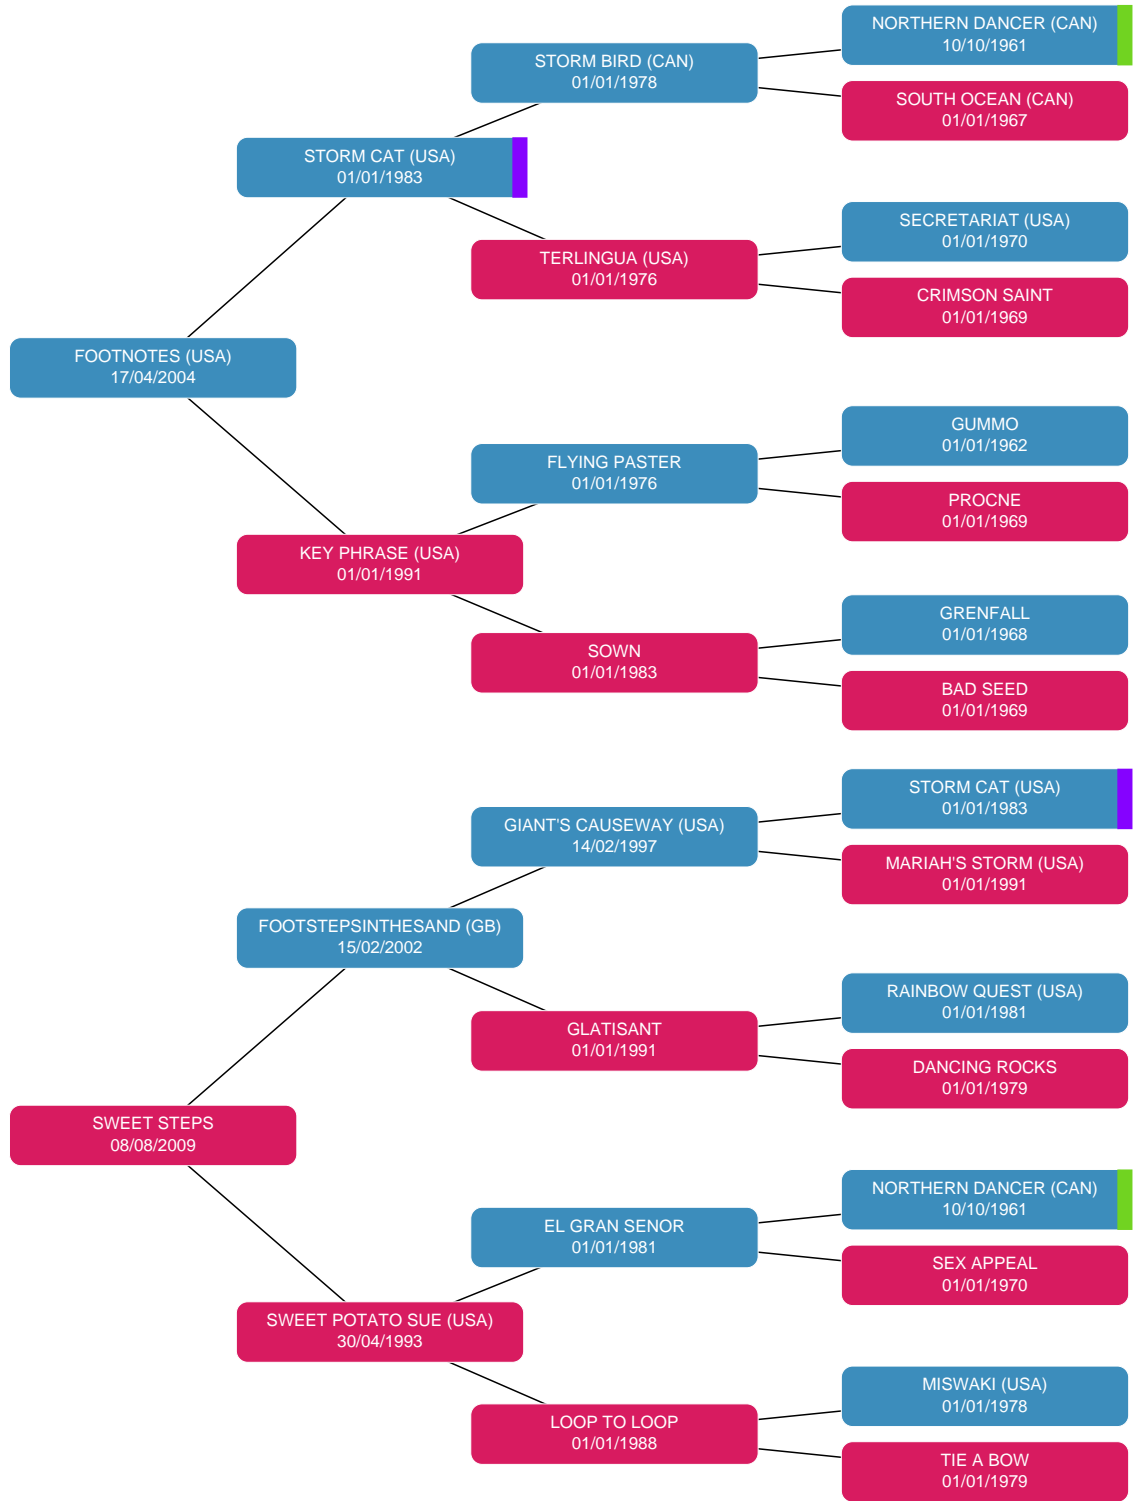 NORTHERN DANCER (CAN)
10/10/1961
STORM BIRD (CAN)
01/01/1978
SOUTH OCEAN (CAN)
01/01/1967
STORM CAT (USA)
01/01/1983
SECRETARIAT (USA)
01/01/1970
TERLINGUA (USA)
01/01/1976
CRIMSON SAINT
01/01/1969
FOOTNOTES (USA)
17/04/2004
GUMMO
01/01/1962
FLYING PASTER
01/01/1976
PROCNE
01/01/1969
KEY PHRASE (USA)
01/01/1991
GRENFALL
01/01/1968
SOWN
01/01/1983
BAD SEED
01/01/1969
STORM CAT (USA)
01/01/1983
GIANT'S CAUSEWAY (USA)
14/02/1997
MARIAH'S STORM (USA)
01/01/1991
FOOTSTEPSINTHESAND (GB)
15/02/2002
RAINBOW QUEST (USA)
01/01/1981
GLATISANT
01/01/1991
DANCING ROCKS
01/01/1979
SWEET STEPS
08/08/2009
NORTHERN DANCER (CAN)
10/10/1961
EL GRAN SENOR
01/01/1981
SEX APPEAL
01/01/1970
SWEET POTATO SUE (USA)
30/04/1993
MISWAKI (USA)
01/01/1978
LOOP TO LOOP
01/01/1988
TIE A BOW
01/01/1979